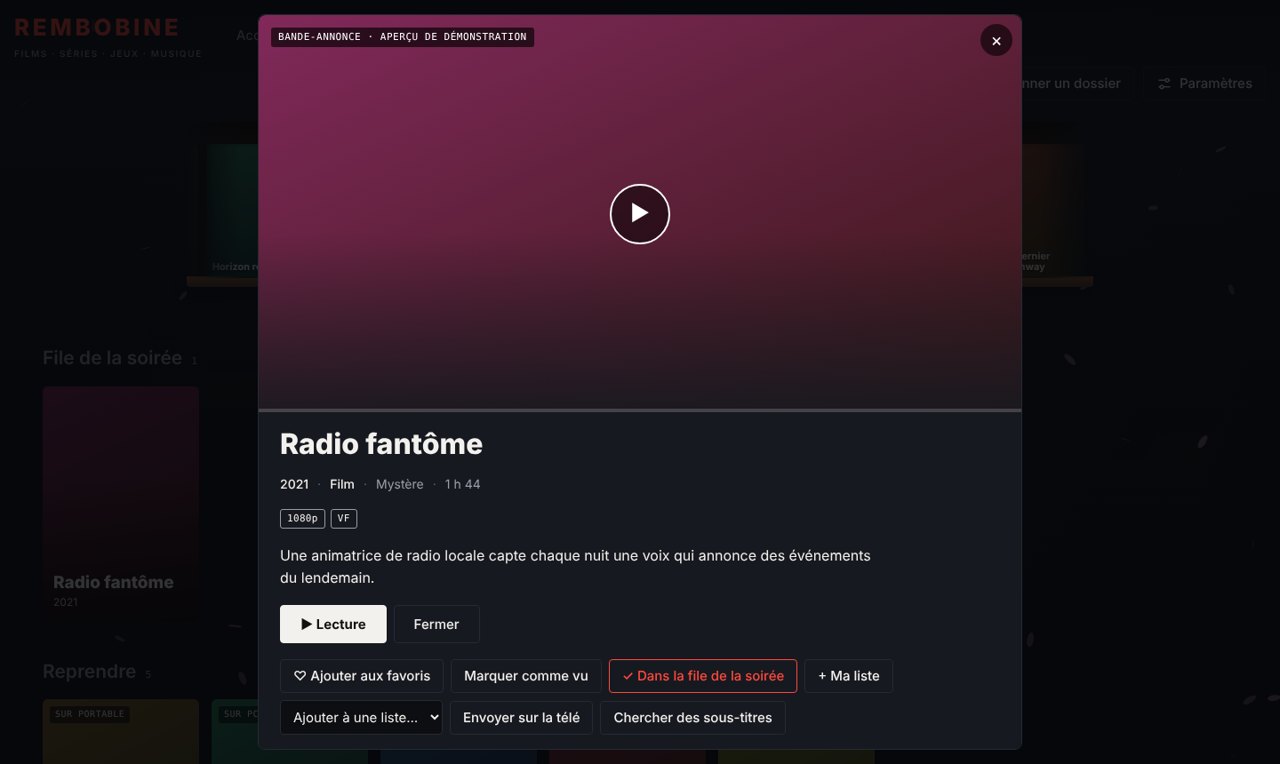 REMBOBINE
FILMS · SÉRIES · JEUX · MUSIQUE
BANDE-ANNONCE · APERÇU DE DÉMONSTRATION
un dossier
Paramètres
Horizon
File de la soirée 1
Radio fantôme
2021
Reprendre 5
SUR PORTABLE
SUR
Radio fantôme
2021 · Film · Mystère · 1 h 44
1080p VF
Une animatrice de radio locale capte chaque nuit une voix qui annonce des événements
du lendemain.
▶ Lecture
Fermer
♡ Ajouter aux favoris
Marquer comme vu
✓ Dans la file de la soirée
+ Ma liste
Ajouter à une liste...
Envoyer sur la télé
Chercher des sous-titres